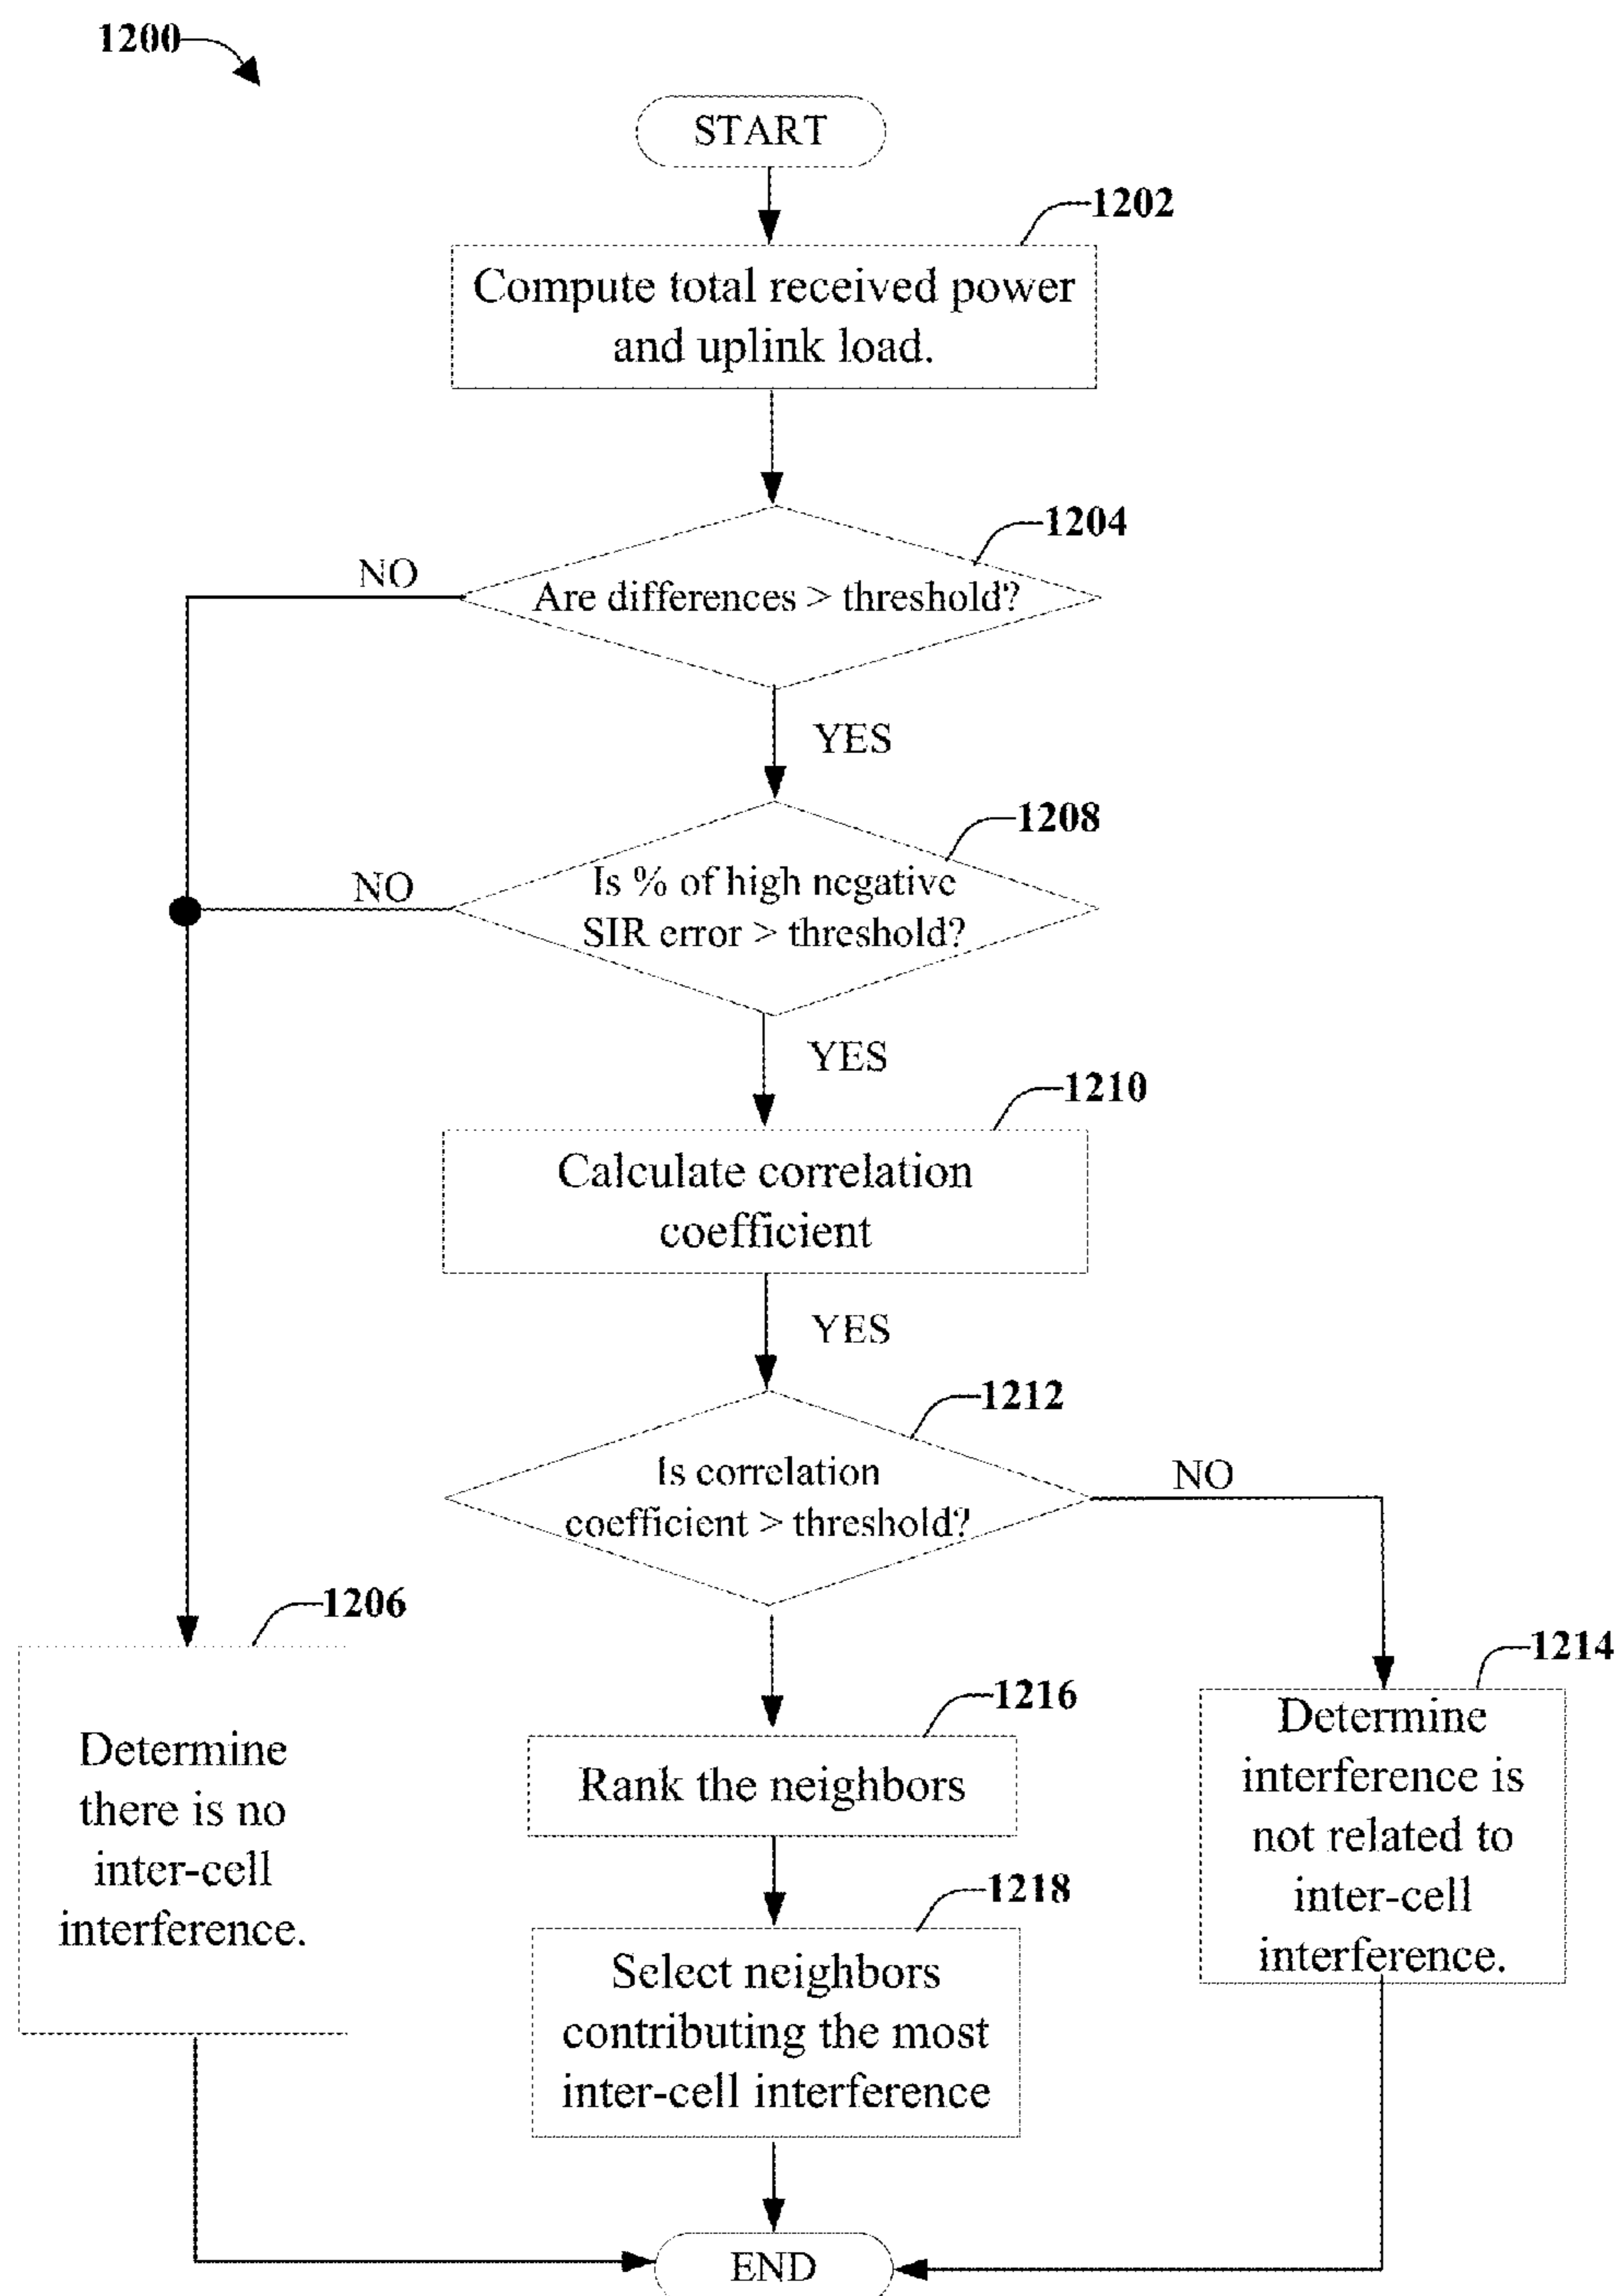 1200
START
1202
Compute total received power
and uplink load.
1204
NO
Are differences > threshold?
YES
1208
NO
Is % of high negative
SIR error > threshold?
YES
1210
Calculate correlation
coefficient
YES
1212
Is correlation
coefficient > threshold?
NO
1206
Determine
there is no
inter-cell
interference.
1216
Rank the neighbors
1218
Select neighbors
contributing the most
inter-cell interference
1214
Determine
interference is
not related to
inter-cell
interference.
END